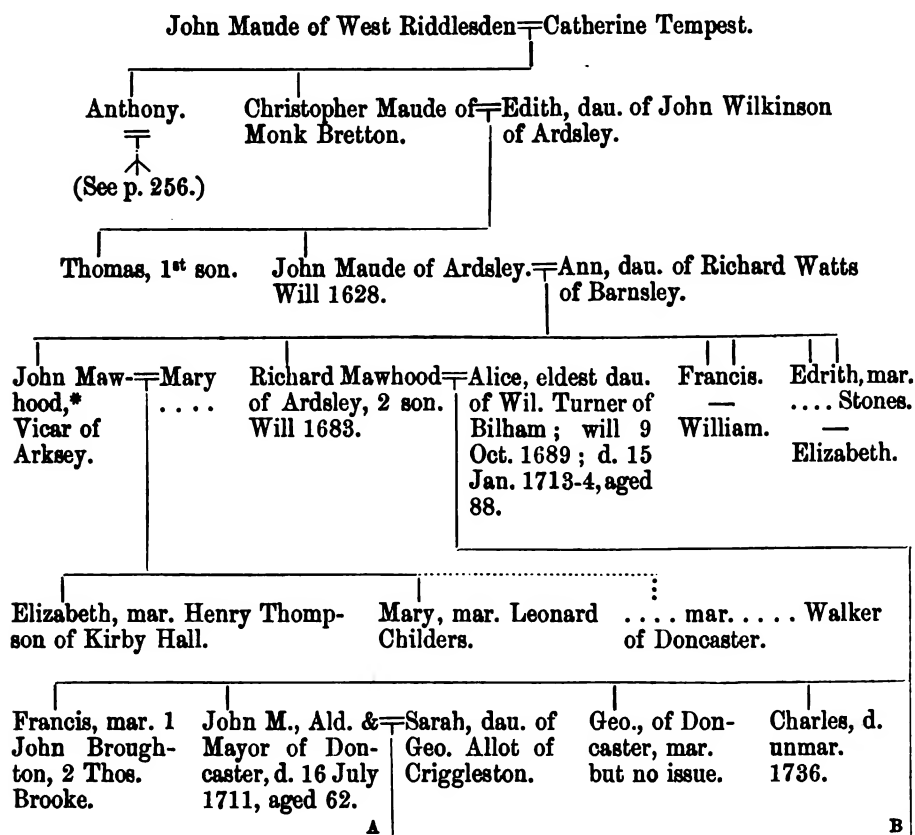 John Maude of West Riddlesden Catherine Tempest.
Anthony.
(See p. 256.)
Christopher Maude of
Monk Bretton.
Edith, dau. of John Wilkinson
of Ardsley.
Thomas, 1st son.
John Maude of Ardsley.
Will 1628.
Ann, dau. of Richard Watts
of Barnsley.
John Maw-
hood,*
Vicar of
Arksey.
Mary
. . . .
Richard Mawhood
of Ardsley, 2 son.
Will 1683.
Alice, eldest dau.
of Wil. Turner of
Bilham ; will 9
Oct. 1689 ; d. 15
Jan. 1713-4, aged
88.
Francis.
—
William.
Edrith, mar.
.... Stones.
—
Elizabeth.
Elizabeth, mar. Henry Thomp-
son of Kirby Hall.
Mary, mar. Leonard
Childers.
. . . . mar. . . . . . Walker
of Doncaster.
Francis, mar. 1
John Brough-
ton, 2 Thos.
Brooke.
John M., Ald. &
Mayor of Don-
caster, d. 16 July
1711, aged 62.
Sarah, dau. of
Geo. Allot of
Criggleston.
Geo., of Don-
caster, mar.
but no issue.
Charles, d.
unmar.
1736.
A
B